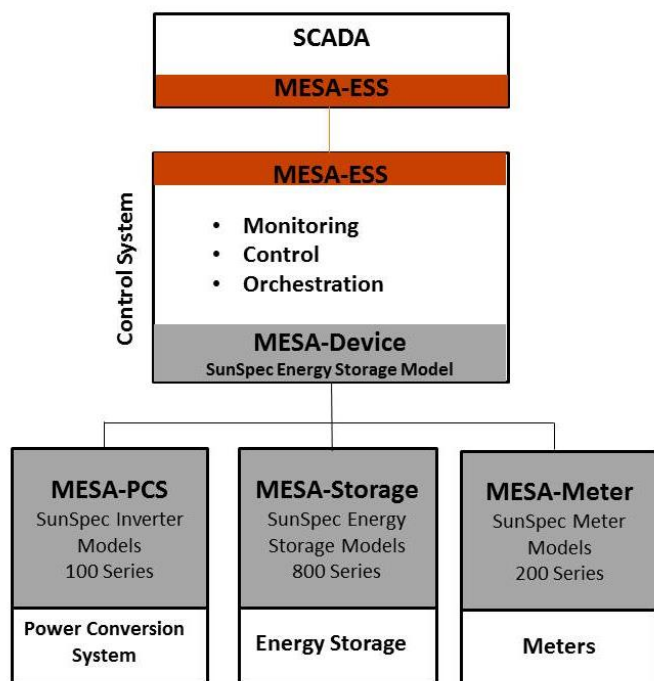 SCADA
MESA-ESS
MESA-ESS
• Monitoring
• Control
• Orchestration
Control System
MESA-Device
SunSpec Energy Storage Model
MESA-PCS
SunSpec Inverter
Models
100 Series
Power Conversion
System
MESA-Storage
SunSpec Energy
Storage Models
800 Series
Energy Storage
MESA-Meter
SunSpec Meter
Models
200 Series
Meters